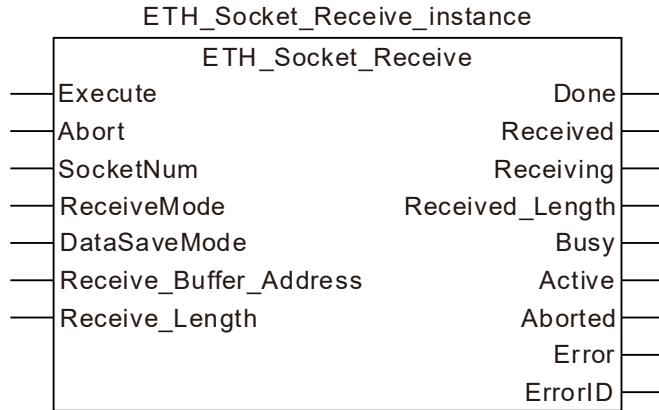 ETH_Socket_Receive_instance
ETH_Socket_Receive
Execute Done
Abort Received
SocketNum Receiving
ReceiveMode Received_Length
DataSaveMode Busy
Receive_Buffer_Address Active
Receive_Length Aborted
Error
ErrorID